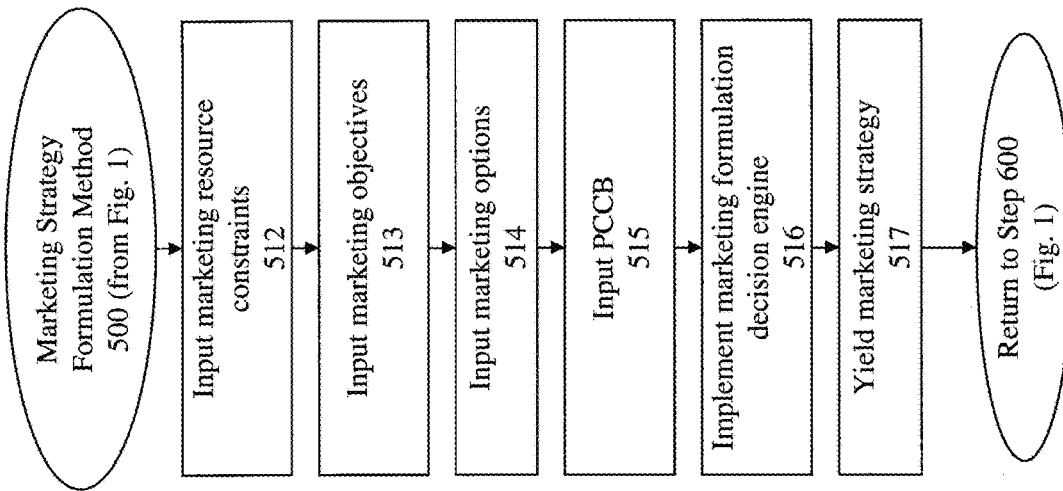 Marketing Strategy
Formulation Method
500 (from Fig. 1)
Input marketing resource
constraints
512
Input marketing objectives
513
Input marketing options
514
Input PCCB
515
Implement marketing formulation
decision engine
516
Yield marketing strategy
517
Return to Step 600
(Fig. 1)